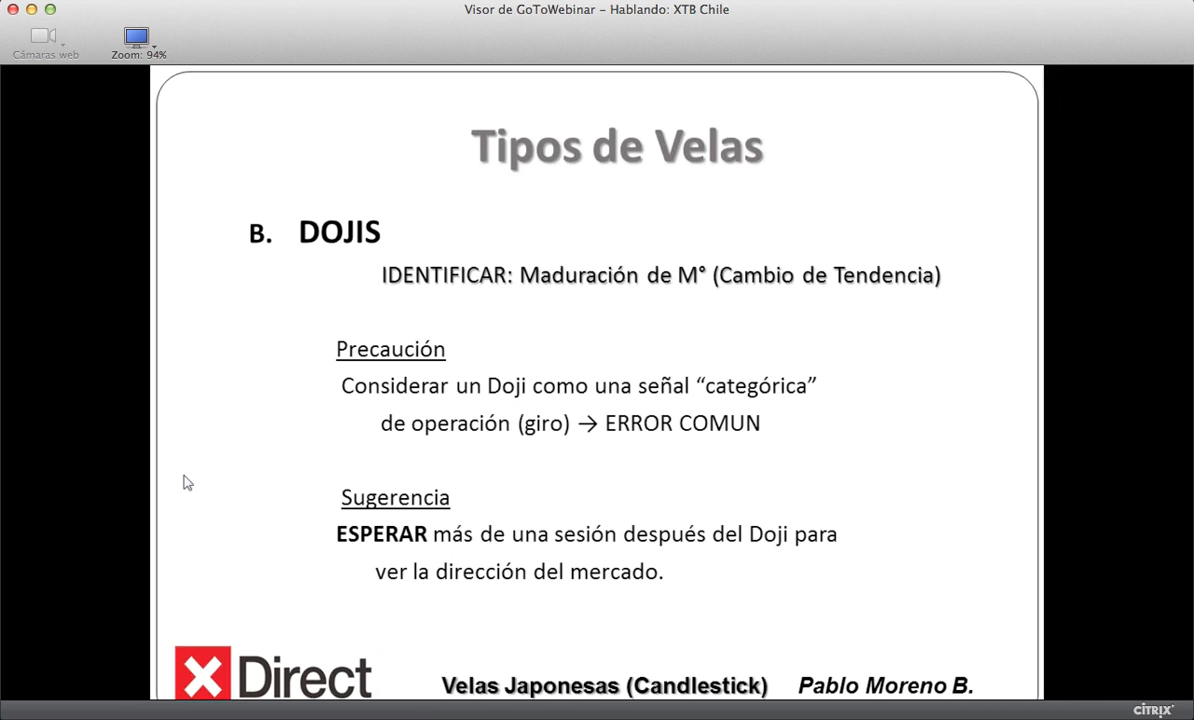 Visor de GoToWebinar – Hablando: XTB Chile
Cámaras web
Zoom: 94%
Tipos de Velas
B. DOJIS
IDENTIFICAR: Maduración de M° (Cambio de Tendencia)
Precaución
Considerar un Doji como una señal “categórica”
de operación (giro) → ERROR COMUN
Sugerencia
ESPERAR más de una sesión después del Doji para
ver la dirección del mercado.
X Direct
Velas Japonesas (Candlestick) Pablo Moreno B.
CITRIX